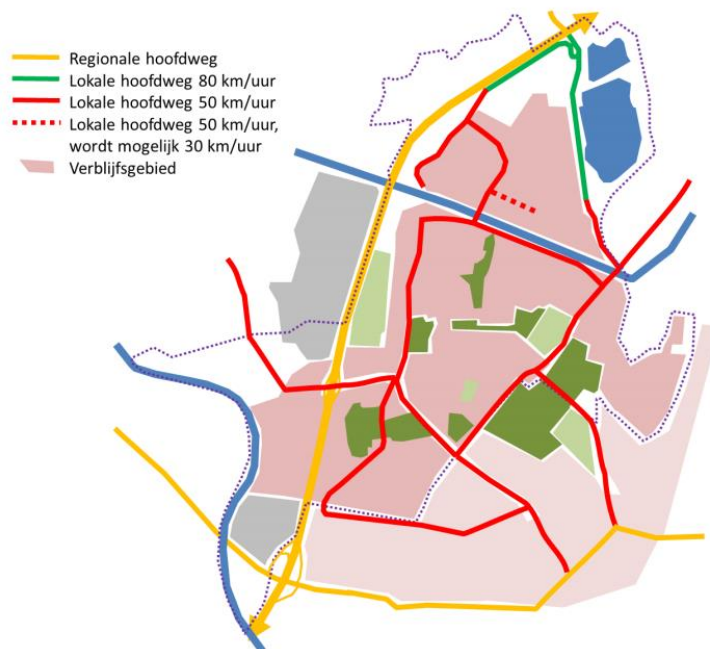 Regionale hoofdweg
Lokale hoofdweg 80 km/uur
Lokale hoofdweg 50 km/uur
Lokale hoofdweg 50 km/uur,
wordt mogelijk 30 km/uur
Verblijfsgebied